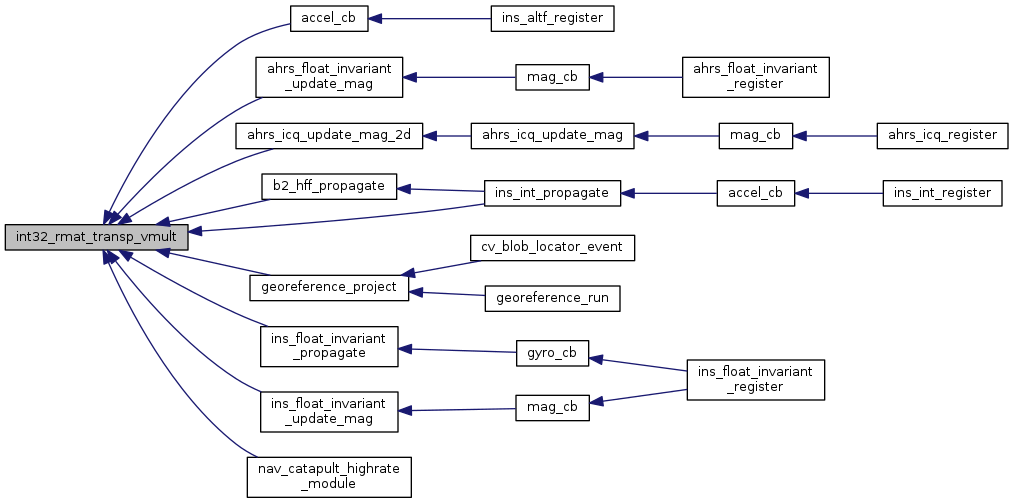 accel_cb
ins_altf_register
ahrs_float_invariant
_update_mag
mag_cb
ahrs_float_invariant
_register
ahrs_icq_update_mag_2d
ahrs_icq_update_mag
mag_cb
ahrs_icq_register
b2_hff_propagate
ins_int_propagate
accel_cb
ins_int_register
int32_rmat_transp_vmult
cv_blob_locator_event
georeference_project
georeference_run
ins_float_invariant
_propagate
gyro_cb
ins_float_invariant
_register
ins_float_invariant
_update_mag
mag_cb
nav_catapult_highrate
_module